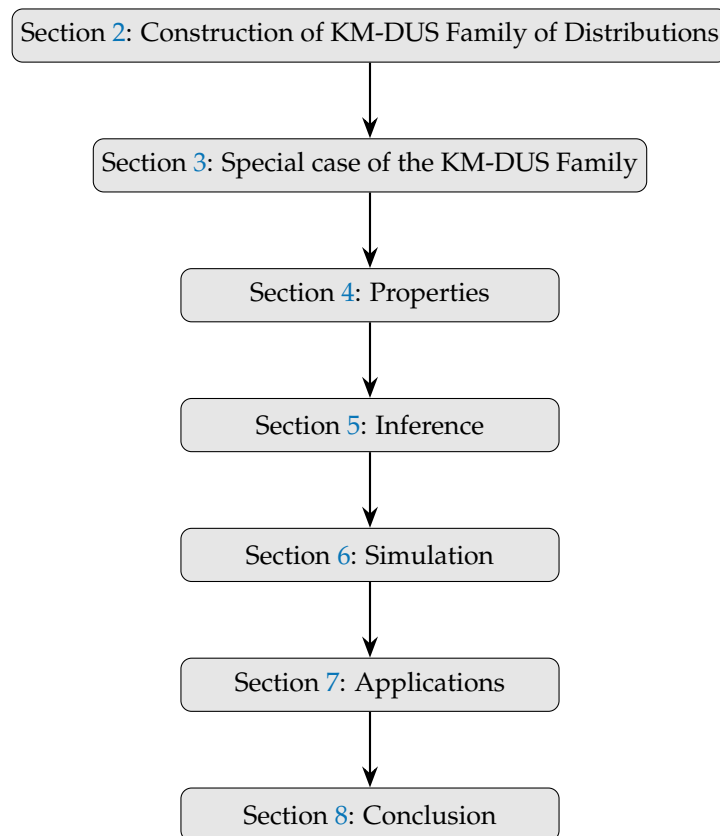 Section 2: Construction of KM-DUS Family of Distributions
Section 3: Special case of the KM-DUS Family
Section 4: Properties
Section 5: Inference
Section 6: Simulation
Section 7: Applications
Section 8: Conclusion